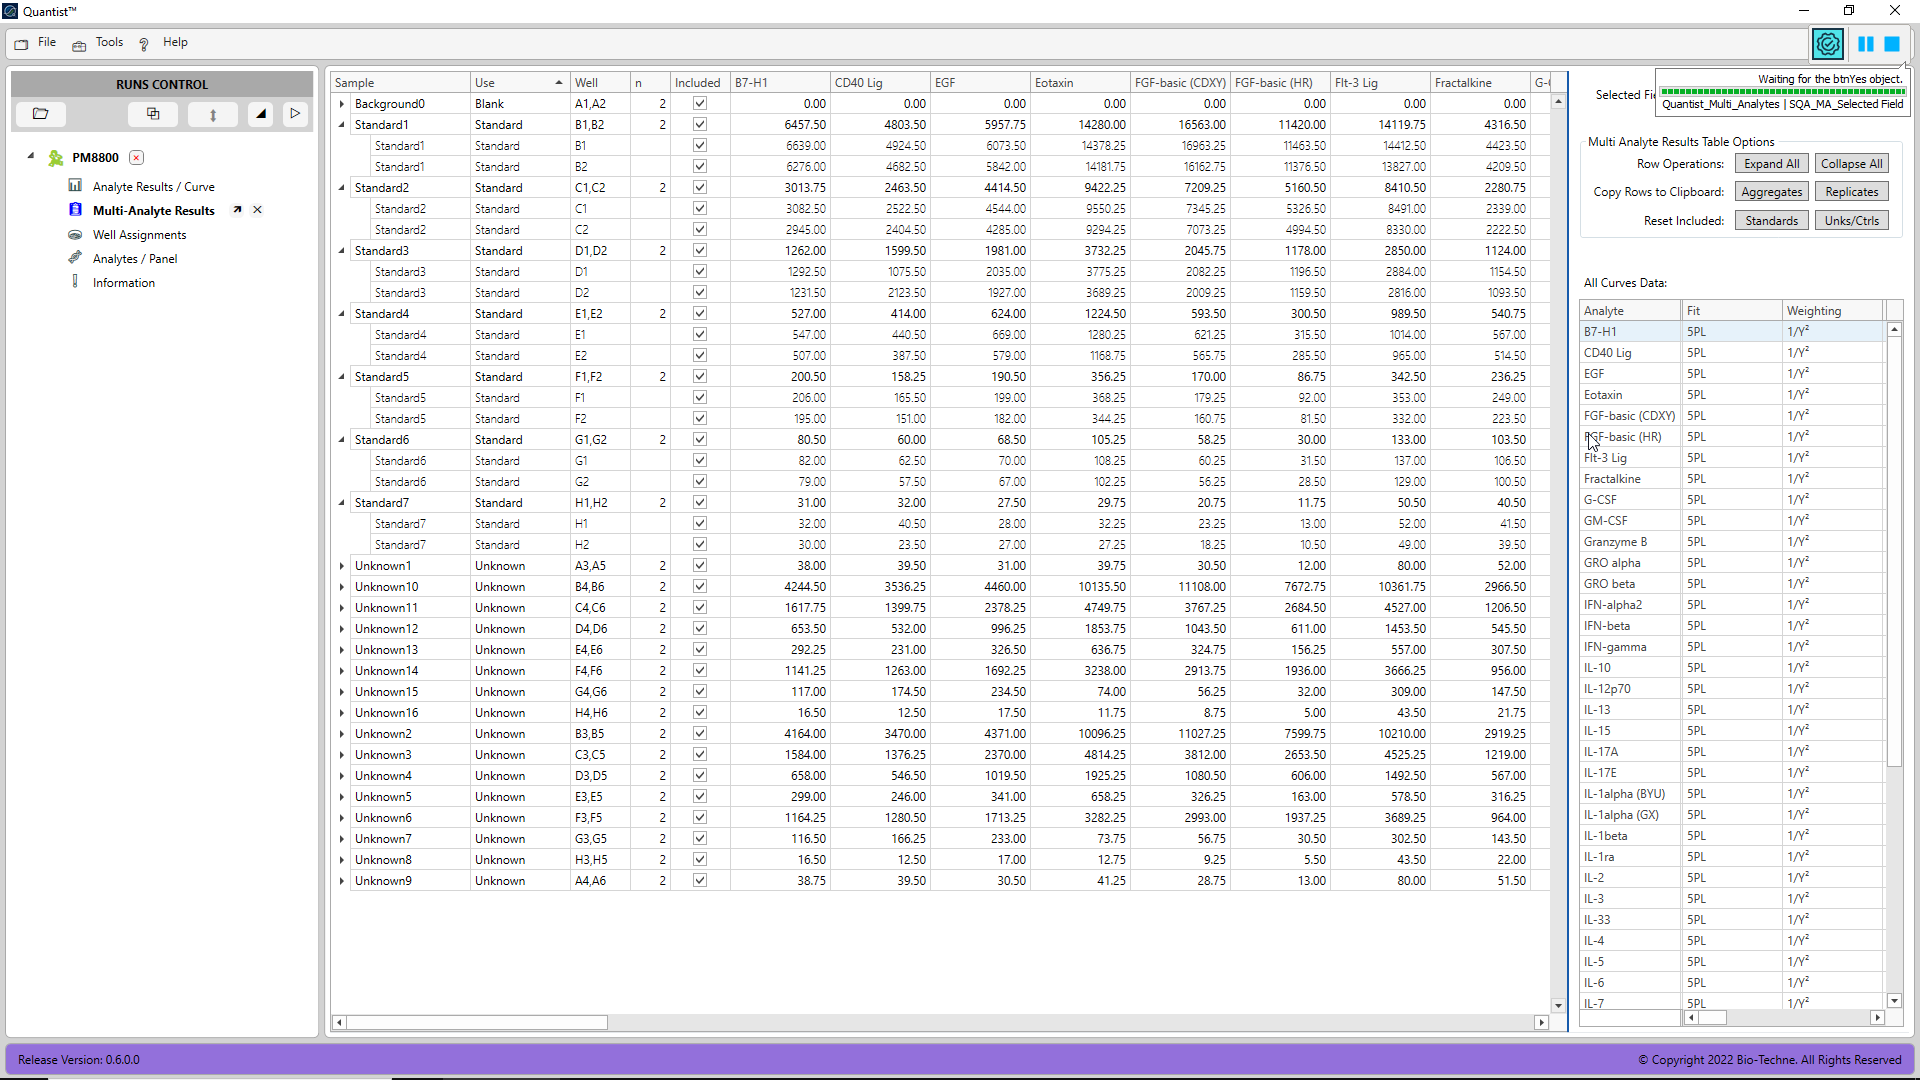 Quantist™
File Tools Help
Waiting for the btnYes object.
Quantist_Multi_Analytes | SQA_MA_Selected Field
RUNS CONTROL
PM8800
Analyte Results / Curve
Multi-Analyte Results
Well Assignments
Analytes / Panel
Information
Sample Use Well n Included B7-H1 CD40 Lig EGF Eotaxin FGF-basic (CDXY) FGF-basic (HR) Flt-3 Lig Fractalkine
Background0 Blank A1,A2 2 0.00 0.00 0.00 0.00 0.00 0.00 0.00 0.00
Standard1 Standard B1,B2 2 6457.50 4803.50 5957.75 14280.00 16563.00 11420.00 14119.75 4316.50
Standard1 Standard B1 6639.00 4924.50 6073.50 14378.25 16963.25 11463.50 14412.50 4423.50
Standard1 Standard B2 6276.00 4682.50 5842.00 14181.75 16162.75 11376.50 13827.00 4209.50
Standard2 Standard C1,C2 2 3013.75 2463.50 4414.50 9422.25 7209.25 5160.50 8410.50 2280.75
Standard2 Standard C1 3082.50 2522.50 4544.00 9550.25 7345.25 5326.50 8491.00 2339.00
Standard2 Standard C2 2945.00 2404.50 4285.00 9294.25 7073.25 4994.50 8330.00 2222.50
Standard3 Standard D1,D2 2 1262.00 1599.50 1981.00 3732.25 2045.75 1178.00 2850.00 1124.00
Standard3 Standard D1 1292.50 1075.50 2035.00 3775.25 2082.25 1196.50 2884.00 1154.50
Standard3 Standard D2 1231.50 2123.50 1927.00 3689.25 2009.25 1159.50 2816.00 1093.50
Standard4 Standard E1,E2 2 527.00 414.00 624.00 1224.50 593.50 300.50 989.50 540.75
Standard4 Standard E1 547.00 440.50 669.00 1280.25 621.25 315.50 1014.00 567.00
Standard4 Standard E2 507.00 387.50 579.00 1168.75 565.75 285.50 965.00 514.50
Standard5 Standard F1,F2 2 200.50 158.25 190.50 356.25 170.00 86.75 342.50 236.25
Standard5 Standard F1 206.00 165.50 199.00 368.25 179.25 92.00 353.00 249.00
Standard5 Standard F2 195.00 151.00 182.00 344.25 160.75 81.50 332.00 223.50
Standard6 Standard G1,G2 2 80.50 60.00 68.50 105.25 58.25 30.00 133.00 103.50
Standard6 Standard G1 82.00 62.50 70.00 108.25 60.25 31.50 137.00 106.50
Standard6 Standard G2 79.00 57.50 67.00 102.25 56.25 28.50 129.00 100.50
Standard7 Standard H1,H2 2 31.00 32.00 27.50 29.75 20.75 11.75 50.50 40.50
Standard7 Standard H1 32.00 40.50 28.00 32.25 23.25 13.00 52.00 41.50
Standard7 Standard H2 30.00 23.50 27.00 27.25 18.25 10.50 49.00 39.50
Unknown1 Unknown A3,A5 2 38.00 39.50 31.00 39.75 30.50 12.00 80.00 52.00
Unknown10 Unknown B4,B6 2 4244.50 3536.25 4460.00 10135.50 11108.00 7672.75 10361.75 2966.50
Unknown11 Unknown C4,C6 2 1617.75 1399.75 2378.25 4749.75 3767.25 2684.50 4527.00 1206.50
Unknown12 Unknown D4,D6 2 653.50 532.00 996.25 1853.75 1043.50 611.00 1453.50 545.50
Unknown13 Unknown E4,E6 2 292.25 231.00 326.50 636.75 324.75 156.25 557.00 307.50
Unknown14 Unknown F4,F6 2 1141.25 1263.00 1692.25 3238.00 2913.75 1936.00 3666.25 956.00
Unknown15 Unknown G4,G6 2 117.00 174.50 234.50 74.00 56.25 32.00 309.00 147.50
Unknown16 Unknown H4,H6 2 16.50 12.50 17.50 11.75 8.75 5.00 43.50 21.75
Unknown2 Unknown B3,B5 2 4164.00 3470.00 4371.00 10096.25 11027.25 7599.75 10210.00 2919.25
Unknown3 Unknown C3,C5 2 1584.00 1376.25 2370.00 4814.25 3812.00 2653.50 4525.25 1219.00
Unknown4 Unknown D3,D5 2 658.00 546.50 1019.50 1925.25 1080.50 606.00 1492.50 567.00
Unknown5 Unknown E3,E5 2 299.00 246.00 341.00 658.25 326.25 163.00 578.50 316.25
Unknown6 Unknown F3,F5 2 1164.25 1280.50 1713.25 3282.25 2993.00 1937.25 3689.25 964.00
Unknown7 Unknown G3,G5 2 116.50 166.25 233.00 73.75 56.75 30.50 302.50 143.50
Unknown8 Unknown H3,H5 2 16.50 12.50 17.00 12.75 9.25 5.50 43.50 22.00
Unknown9 Unknown A4,A6 2 38.75 39.50 30.50 41.25 28.75 13.00 80.00 51.50
Selected
Multi Analyte Results Table Options
Row Operations: Expand All Collapse All
Copy Rows to Clipboard: Aggregates Replicates
Reset Included: Standards Unks/Ctrls
All Curves Data:
Analyte Fit Weighting
B7-H1 5PL 1/Y²
CD40 Lig 5PL 1/Y²
EGF 5PL 1/Y²
Eotaxin 5PL 1/Y²
FGF-basic (CDXY) 5PL 1/Y²
FGF-basic (HR) 5PL 1/Y²
Flt-3 Lig 5PL 1/Y²
Fractalkine 5PL 1/Y²
G-CSF 5PL 1/Y²
GM-CSF 5PL 1/Y²
Granzyme B 5PL 1/Y²
GRO alpha 5PL 1/Y²
GRO beta 5PL 1/Y²
IFN-alpha2 5PL 1/Y²
IFN-beta 5PL 1/Y²
IFN-gamma 5PL 1/Y²
IL-10 5PL 1/Y²
IL-12p70 5PL 1/Y²
IL-13 5PL 1/Y²
IL-15 5PL 1/Y²
IL-17A 5PL 1/Y²
IL-17E 5PL 1/Y²
IL-1alpha (BYU) 5PL 1/Y²
IL-1alpha (GX) 5PL 1/Y²
IL-1beta 5PL 1/Y²
IL-1ra 5PL 1/Y²
IL-2 5PL 1/Y²
IL-3 5PL 1/Y²
IL-33 5PL 1/Y²
IL-4 5PL 1/Y²
IL-5 5PL 1/Y²
IL-6 5PL 1/Y²
IL-7 5PL 1/Y²
Release Version: 0.6.0.0
© Copyright 2022 Bio-Techne. All Rights Reserved